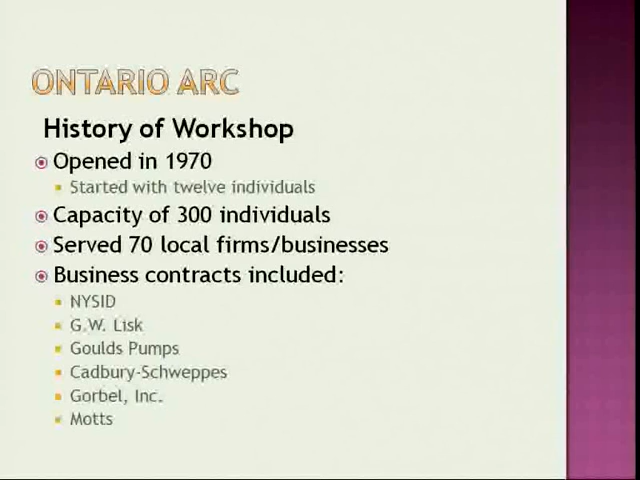 ONTARIO ARC
History of Workshop
Opened in 1970
Started with twelve individuals
Capacity of 300 individuals
Served 70 local firms/businesses
Business contracts included:
NYSID
G.W. Lisk
Goulds Pumps
Cadbury-Schweppes
Gorbel, Inc.
Motts